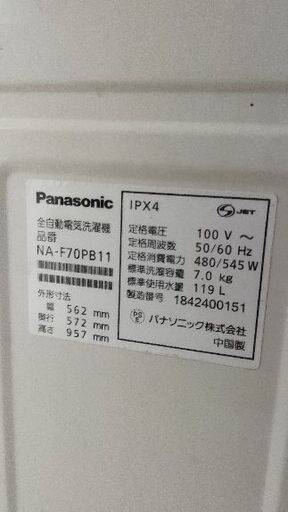 Panasonic
全自動電気洗濯機
品番
NA-F70PB11
外形寸法
幅 562 mm
奥行 572 mm
高さ 957 mm
IPX4
JET
定格電圧 100 V ～
定格周波数 50/60 Hz
定格消費電力 480/545 W
標準洗濯容量 7.0 kg
標準使用水量 119 L
製造番号 1842400151
パナソニック株式会社
中国製